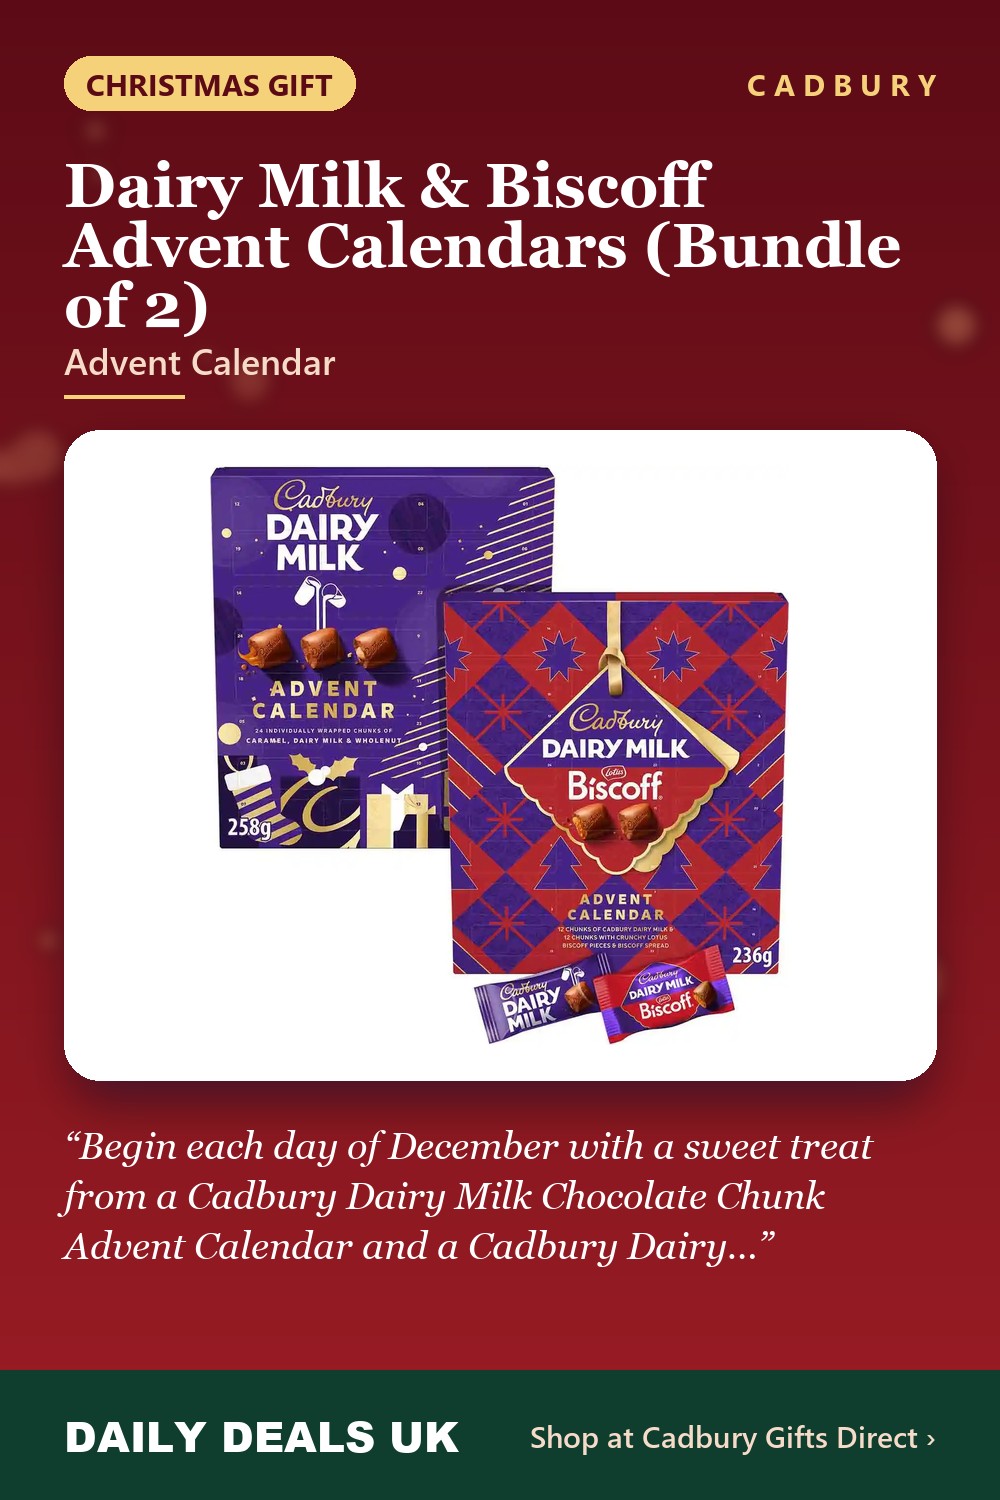 CHRISTMAS GIFT
CADBURY
Dairy Milk & Biscoff
Advent Calendars (Bundle
of 2)
Advent Calendar
Cadbury
DAIRY
MILK
ADVENT
CALENDAR
24 INDIVIDUALLY WRAPPED CHUNKS OF
CARAMEL, DAIRY MILK & WHOLENUT
258g
Cadbury
DAIRY MILK
Lotus
Biscoff
ADVENT
CALENDAR
12 CHUNKS OF CADBURY DAIRY MILK &
12 CHUNKS WITH CRUNCHY LOTUS
BISCOFF PIECES & BISCOFF SPREAD
236g
Cadbury
DAIRY
MILK
Cadbury
DAIRY MILK
Lotus
Biscoff
“Begin each day of December with a sweet treat
from a Cadbury Dairy Milk Chocolate Chunk
Advent Calendar and a Cadbury Dairy...”
DAILY DEALS UK
Shop at Cadbury Gifts Direct ›